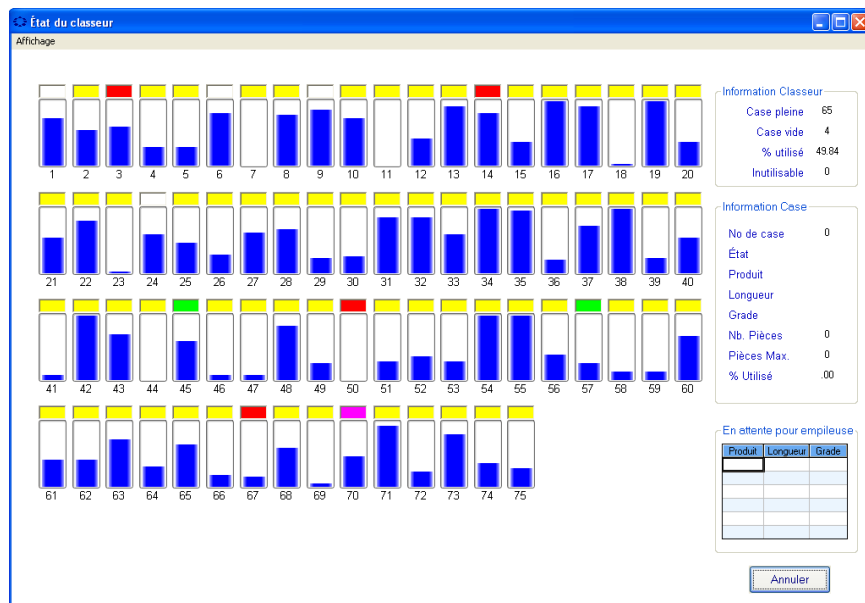 État du classeur
Affichage
1 2 3 4 5 6 7 8 9 10 11 12 13 14 15 16 17 18 19 20
21 22 23 24 25 26 27 28 29 30 31 32 33 34 35 36 37 38 39 40
41 42 43 44 45 46 47 48 49 50 51 52 53 54 55 56 57 58 59 60
61 62 63 64 65 66 67 68 69 70 71 72 73 74 75
Information Classeur
Case pleine 65
Case vide 4
% utilisé 49.84
Inutilisable 0
Information Case
No de case 0
État
Produit
Longueur
Grade
Nb. Pièces 0
Pièces Max. 0
% Utilisé .00
En attente pour empileuse
Produit Longueur Grade
Annuler